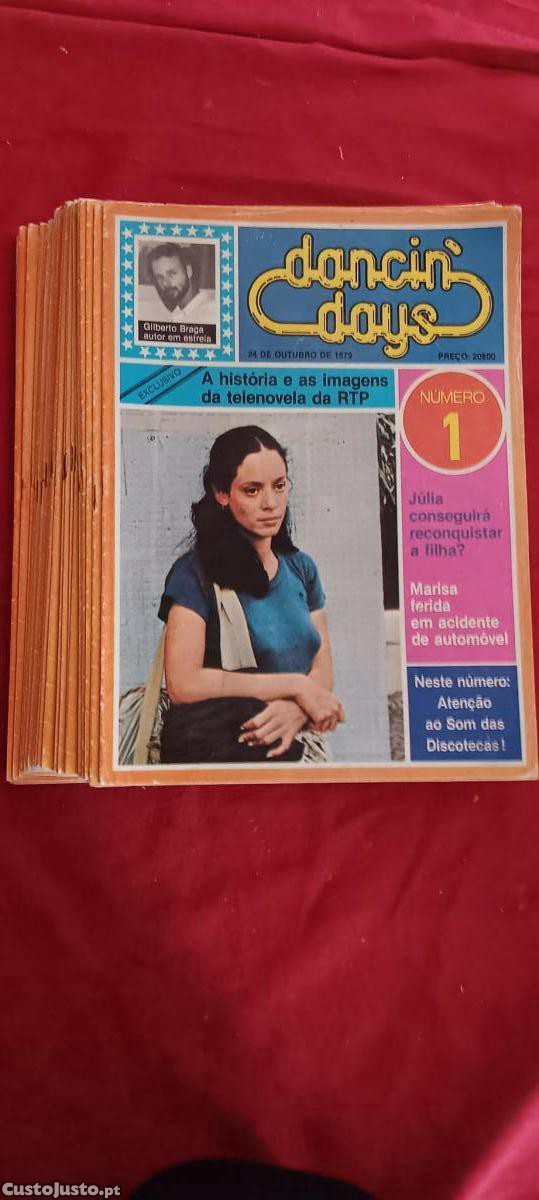 Gilberto Braga
autor em estreia
dancin'
days
24 DE OUTUBRO DE 1979
PREÇO: 20$00
EXCLUSIVO
A história e as imagens
da telenovela da RTP
NÚMERO
1
Júlia
conseguirá
reconquistar
a filha?
Marisa
ferida
em acidente
de automóvel
Neste número:
Atenção
ao Som das
Discotecas!
CustoJusto.pt